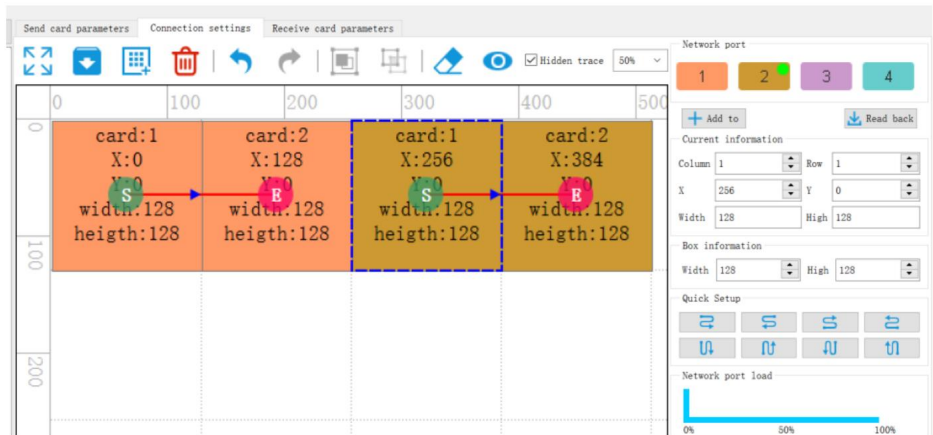 Send card parameters Connection settings Receive card parameters
Hidden trace 50%
0 100 200 300 400 500
0
100
200
card:1
X:0
Y:0
S
width:128
heigth:128
card:2
X:128
Y:0
E
width:128
heigth:128
card:1
X:256
Y:0
S
width:128
heigth:128
card:2
X:384
Y:0
E
width:128
heigth:128
Network port
1 2 3 4
Add to Read back
Current information
Column 1 Row 1
X 256 Y 0
Width 128 High 128
Box information
Width 128 High 128
Quick Setup
Network port load
0% 50% 100%